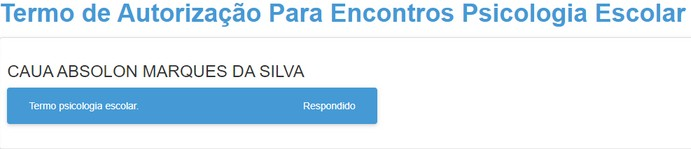 Termo de Autorização Para Encontros Psicologia Escolar
CAUA ABSOLON MARQUES DA SILVA
Termo psicologia escolar. Respondido